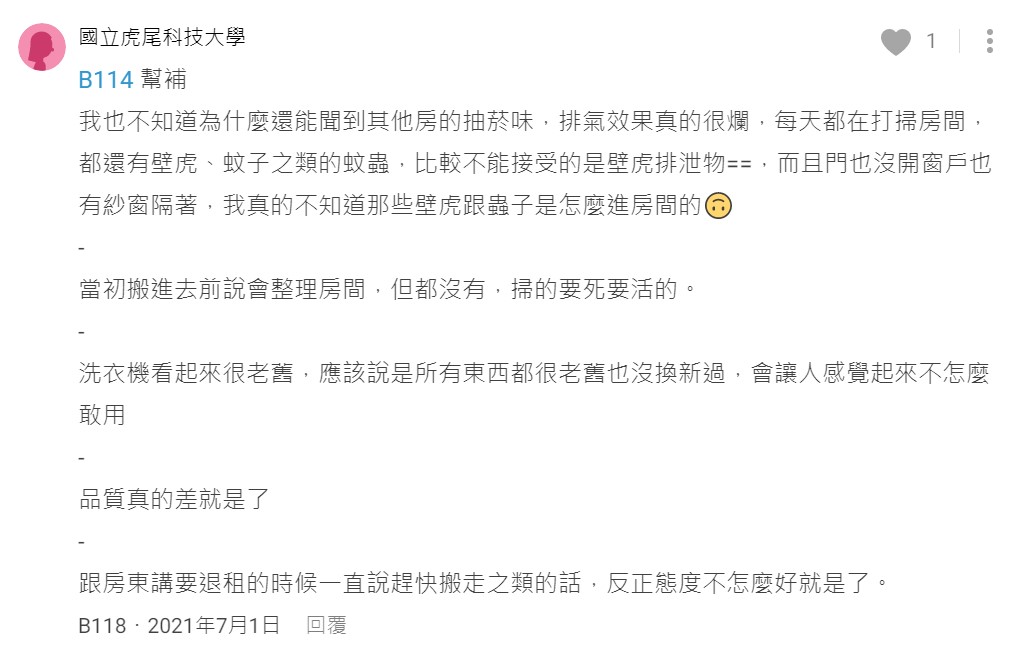 國立虎尾科技大學
1
B114 幫補
我也不知道為什麼還能聞到其他房的抽菸味，排氣效果真的很爛，每天都在打掃房間，
都還有壁虎、蚊子之類的蚊蟲，比較不能接受的是壁虎排泄物==，而且門也沒開窗戶也
有紗窗隔著，我真的不知道那些壁虎跟蟲子是怎麼進房間的🙃
-
當初搬進去前說會整理房間，但都沒有，掃的要死要活的。
-
洗衣機看起來很老舊，應該說是所有東西都很老舊也沒換新過，會讓人感覺起來不怎麼
敢用
-
品質真的差就是了
-
跟房東講要退租的時候一直說趕快搬走之類的話，反正態度不怎麼好就是了。
B118．2021年7月1日 回覆